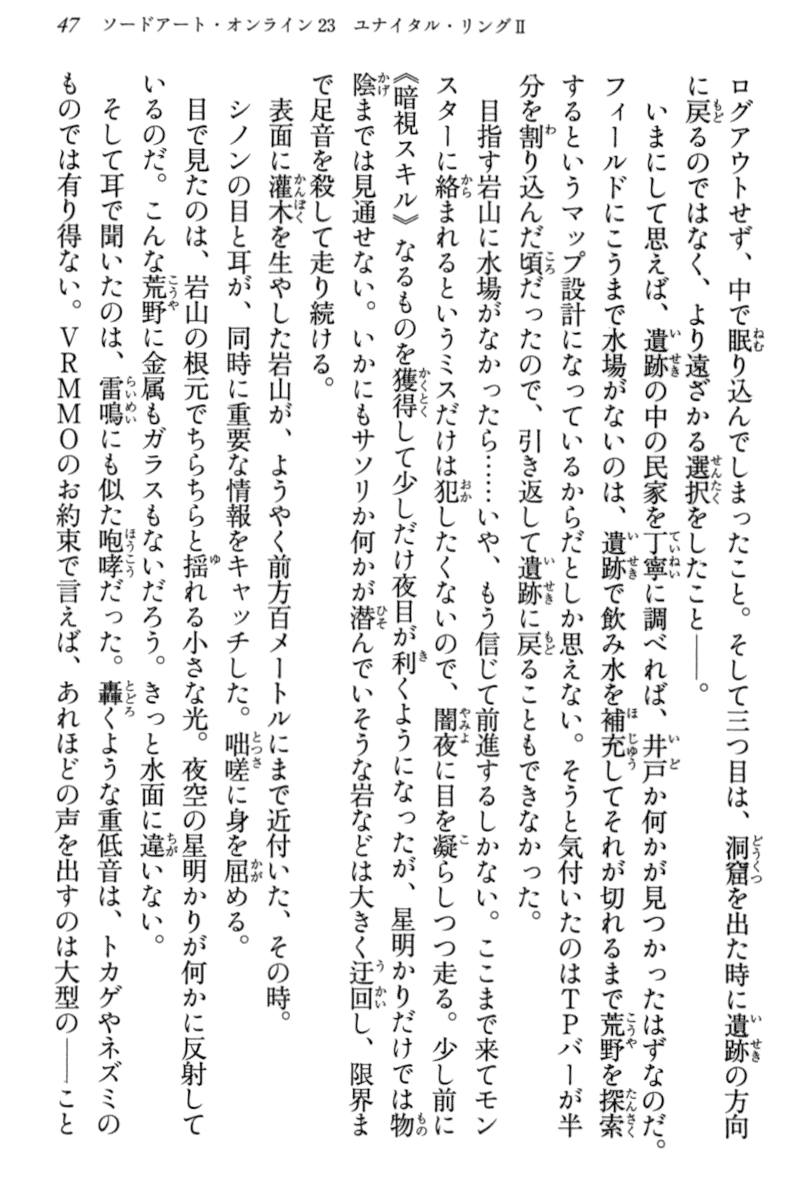 47 ソードアート・オンライン23 ユナイタル・リングⅡ
ログアウトせず、中で眠り込んでしまったこと。そして三つ目は、洞窟を出た時に遺跡の方向
に戻るのではなく、より遠ざかる選択をしたこと――。
いまにして思えば、遺跡の中の民家を丁寧に調べれば、井戸か何かが見つかったはずなのだ。
フィールドにこうまで水場がないのは、遺跡で飲み水を補充してそれが切れるまで荒野を探索
するというマップ設計になっているからだとしか思えない。そうと気付いたのはTPバーが半
分を割り込んだ頃だったので、引き返して遺跡に戻ることもできなかった。
目指す岩山に水場がなかったら……いや、もう信じて前進するしかない。ここまで来てモン
スターに絡まれるというミスだけは犯したくないので、闇夜に目を凝らしつつ走る。少し前に
《暗視スキル》なるものを獲得して少しだけ夜目が利くようになったが、星明かりだけでは物
陰までは見通せない。いかにもサソリか何かが潜んでいそうな岩などは大きく迂回し、限界ま
で足音を殺して走り続ける。
表面に灌木を生やした岩山が、ようやく前方百メートルにまで近付いた、その時。
シノンの目と耳が、同時に重要な情報をキャッチした。咄嗟に身を屈める。
目で見たのは、岩山の根元でちらちらと揺れる小さな光。夜空の星明かりが何かに反射して
いるのだ。こんな荒野に金属もガラスもないだろう。きっと水面に違いない。
そして耳で聞いたのは、雷鳴にも似た咆哮だった。轟くような重低音は、トカゲやネズミの
ものでは有り得ない。VRMMOのお約束で言えば、あれほどの声を出すのは大型の――こと